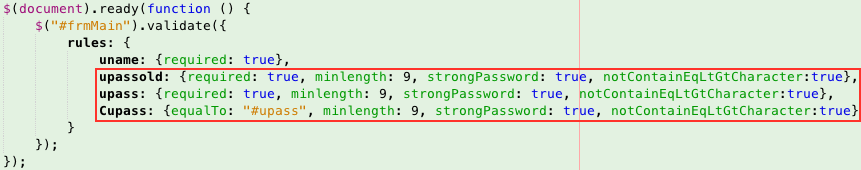 $(document).ready(function () {
    $("#frmMain").validate({
        rules: {
            uname: {required: true},
            upassold: {required: true, minlength: 9, strongPassword: true, notContainEqLtGtCharacter:true},
            upass: {required: true, minlength: 9, strongPassword: true, notContainEqLtGtCharacter:true},
            Cupass: {equalTo: "#upass", minlength: 9, strongPassword: true, notContainEqLtGtCharacter:true}
        }
    });
});